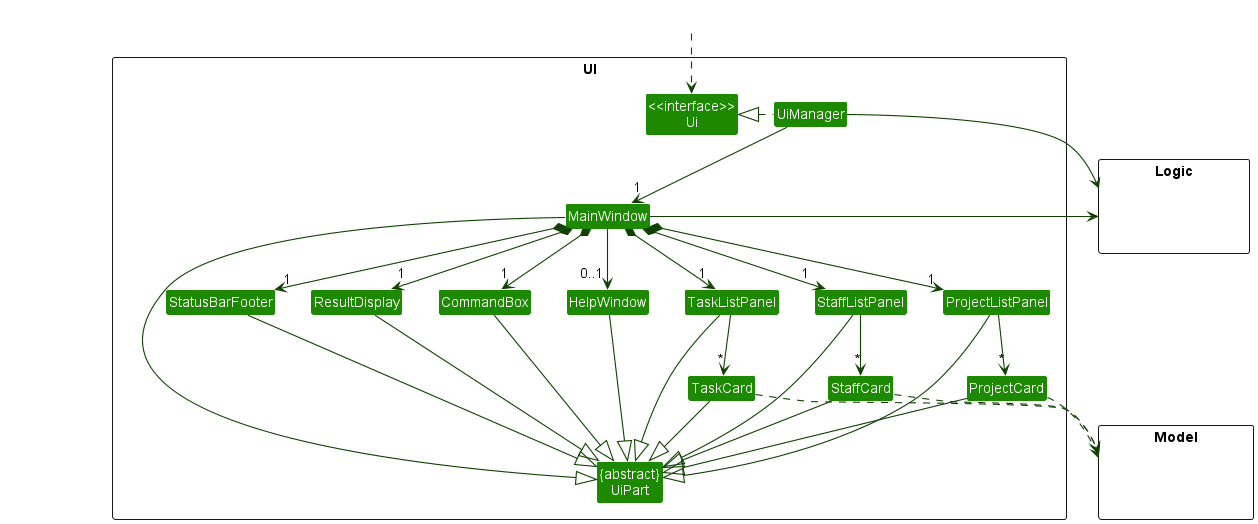 UI
<<interface>>
Ui
UiManager
Logic
1
MainWindow
1
1
1
0..1
1
1
1
StatusBarFooter
ResultDisplay
CommandBox
HelpWindow
TaskListPanel
StaffListPanel
ProjectListPanel
*
*
*
TaskCard
StaffCard
ProjectCard
Model
{abstract}
UiPart